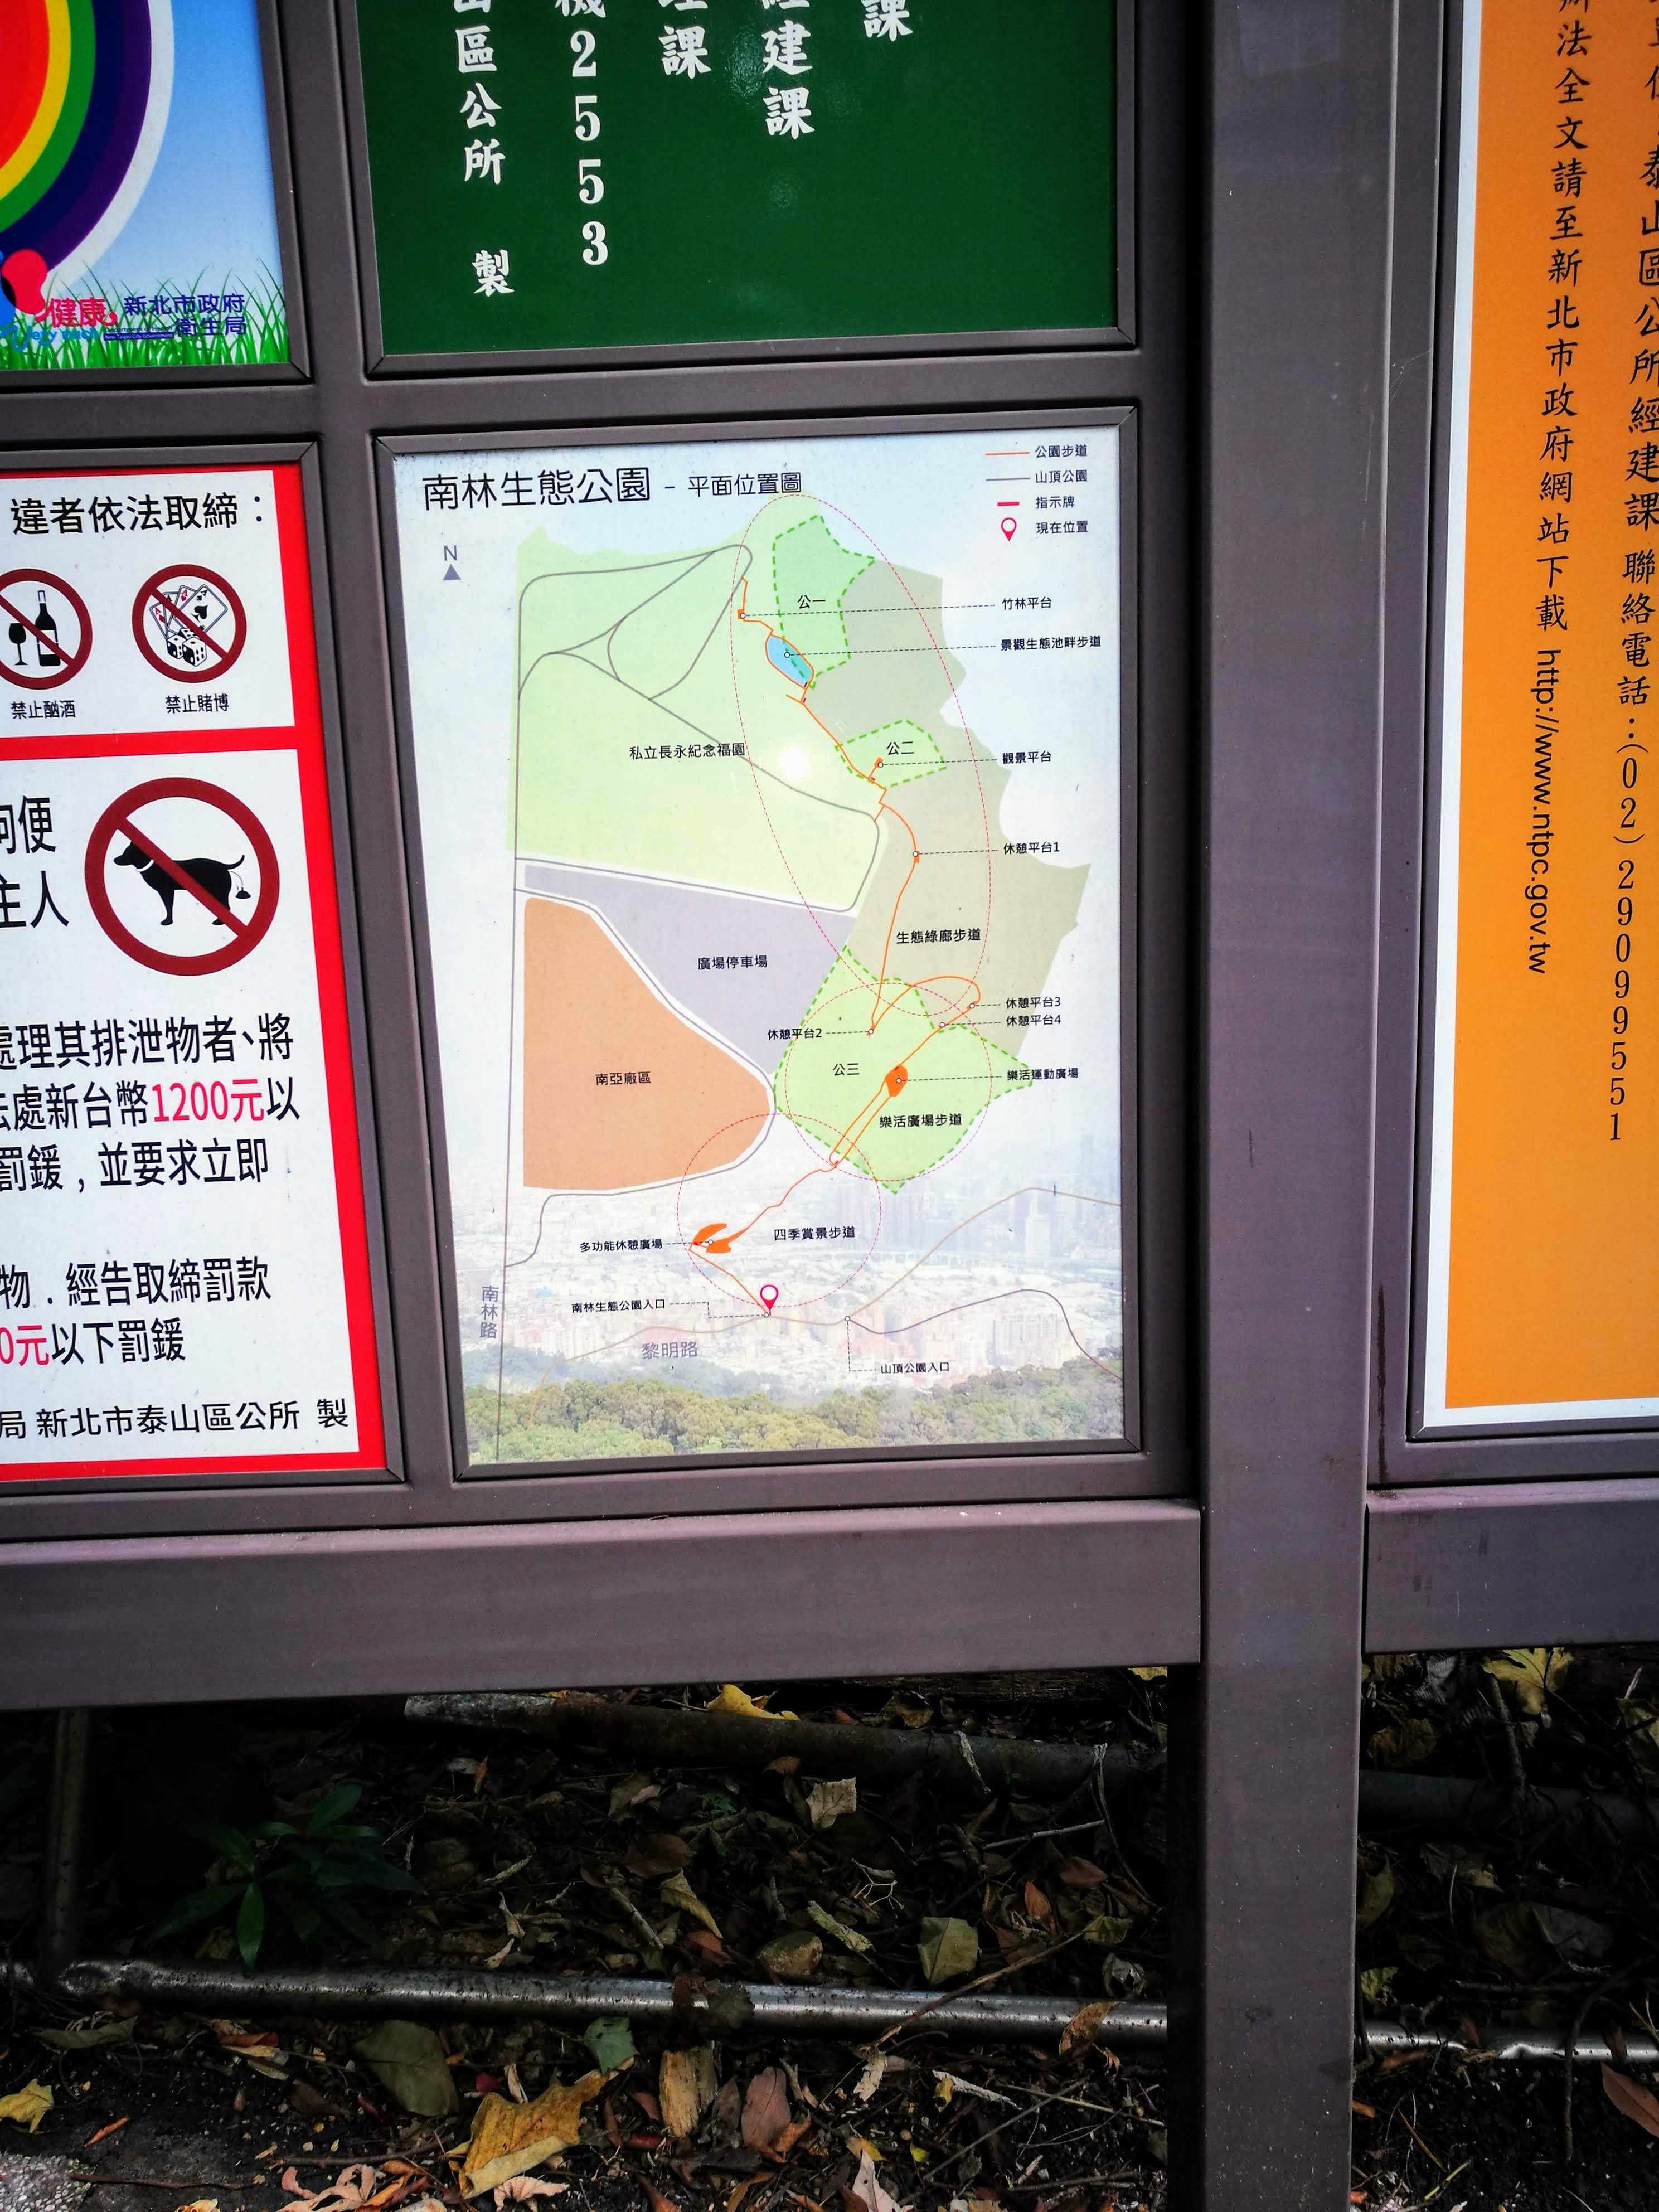 健康
新北市政府
衛生局
課
經建課
理課
機2553
山區公所 製
違者依法取締：
禁止酗酒
禁止賭博
狗便
主人
處理其排泄物者、將
法處新台幣1200元以
罰鍰，並要求立即
物．經告取締罰款
0元以下罰鍰
局 新北市泰山區公所 製
南林生態公園 - 平面位置圖
公園步道
山頂公園
指示牌
現在位置
N
公一
竹林平台
景觀生態池畔步道
私立長永紀念福園
公二
觀景平台
休憩平台1
生態綠廊步道
廣場停車場
休憩平台3
休憩平台4
休憩平台2
公三
南亞廠區
樂活運動廣場
樂活廣場步道
四季賞景步道
多功能休憩廣場
南林生態公園入口
南林路
黎明路
山頂公園入口
泰山區公所經建課 聯絡電話：(02)29099551
辦法全文請至新北市政府網站下載 http://www.ntpc.gov.tw